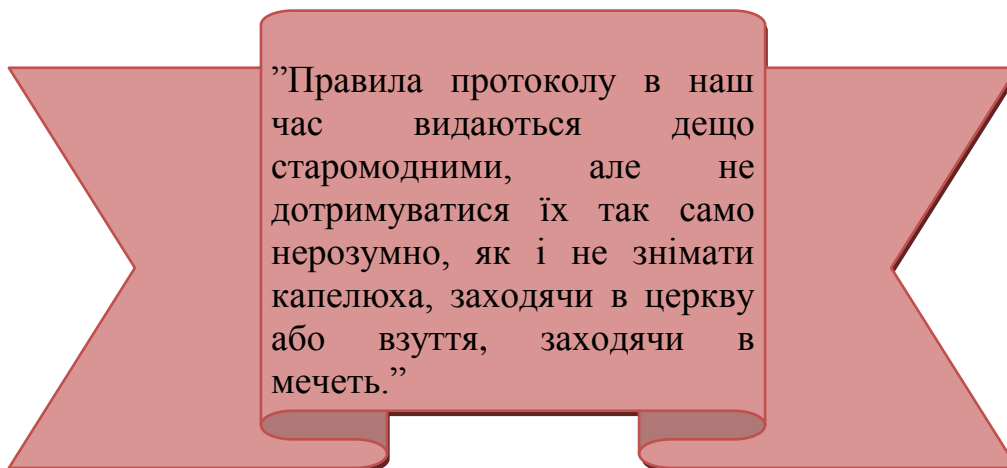 ”Правила протоколу в наш
час видаються дещо
старомодними, але не
дотримуватися їх так само
нерозумно, як і не знімати
капелюха, заходячи в церкву
або взуття, заходячи в
мечеть.”